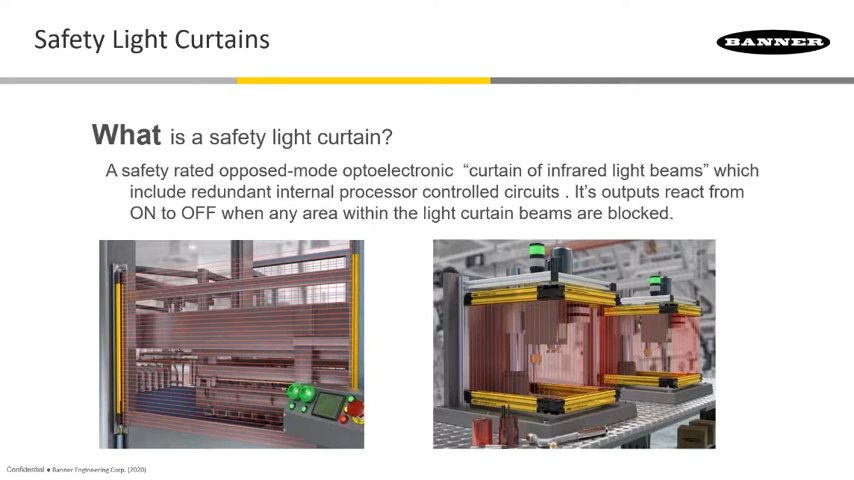 Safety Light Curtains
BANNER
What is a safety light curtain?
A safety rated opposed-mode optoelectronic “curtain of infrared light beams” which
include redundant internal processor controlled circuits . It’s outputs react from
ON to OFF when any area within the light curtain beams are blocked.
Confidential ● Banner Engineering Corp. (2020)